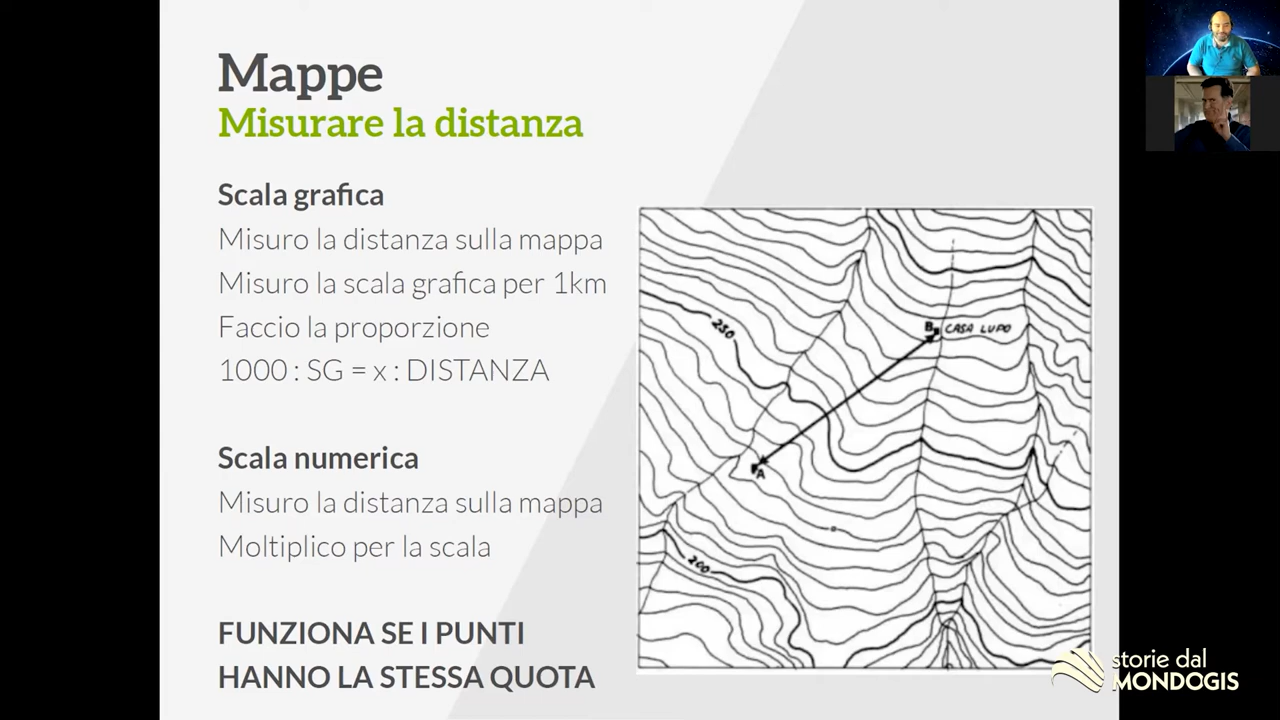 Mappe
Misurare la distanza
Scala grafica
Misuro la distanza sulla mappa
Misuro la scala grafica per 1km
Faccio la proporzione
1000 : SG = x : DISTANZA
Scala numerica
Misuro la distanza sulla mappa
Moltiplico per la scala
FUNZIONA SE I PUNTI
HANNO LA STESSA QUOTA
250
B
CASA LUPO
A
200
storie dal
MONDOGIS